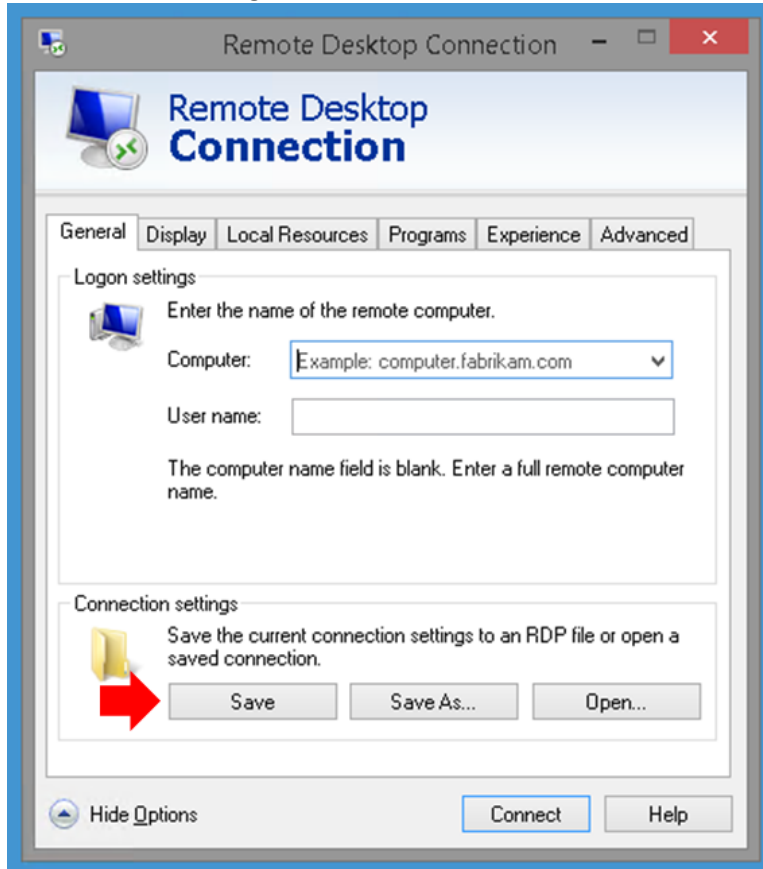 Remote Desktop Connection
Remote Desktop
Connection
General Display Local Resources Programs Experience Advanced
Logon settings
Enter the name of the remote computer.
Computer: Example: computer.fabrikam.com
User name:
The computer name field is blank. Enter a full remote computer
name.
Connection settings
Save the current connection settings to an RDP file or open a
saved connection.
Save Save As... Open...
Hide Options Connect Help